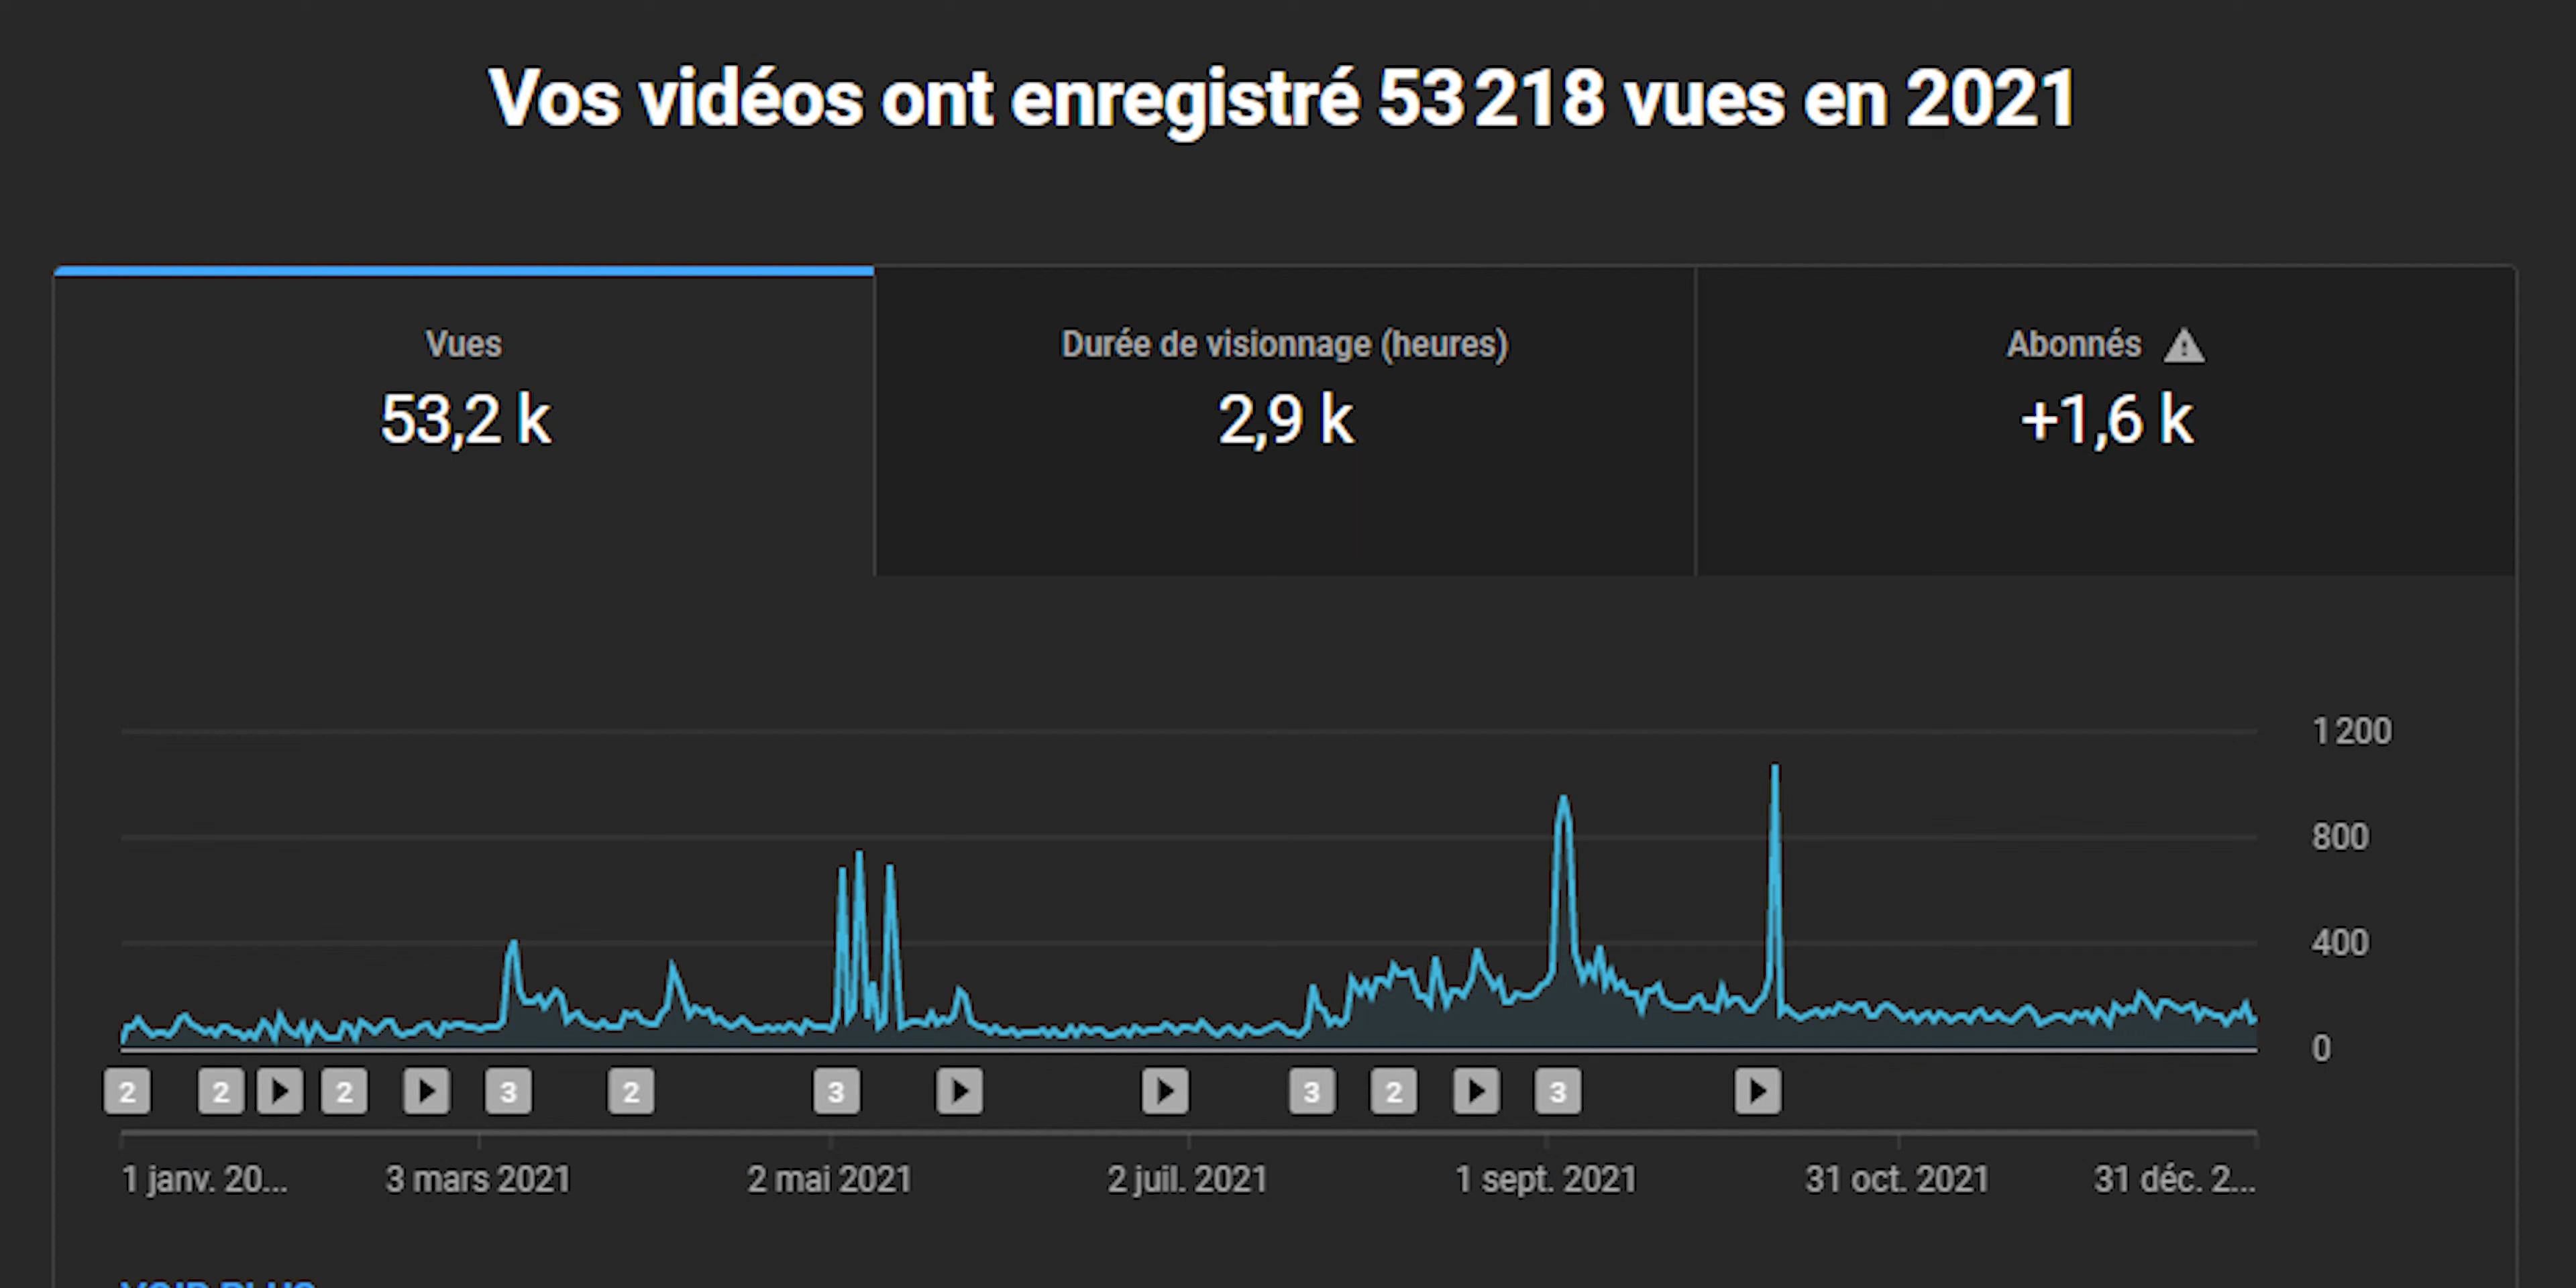 Vos vidéos ont enregistré 53 218 vues en 2021
Vues
53,2 k
Durée de visionnage (heures)
2,9 k
Abonnés
+1,6 k
1 200
800
400
0
2 2 2 3 2 3 3 2 3
1 janv. 20... 3 mars 2021 2 mai 2021 2 juil. 2021 1 sept. 2021 31 oct. 2021 31 déc. 2...
VOIR PLUS